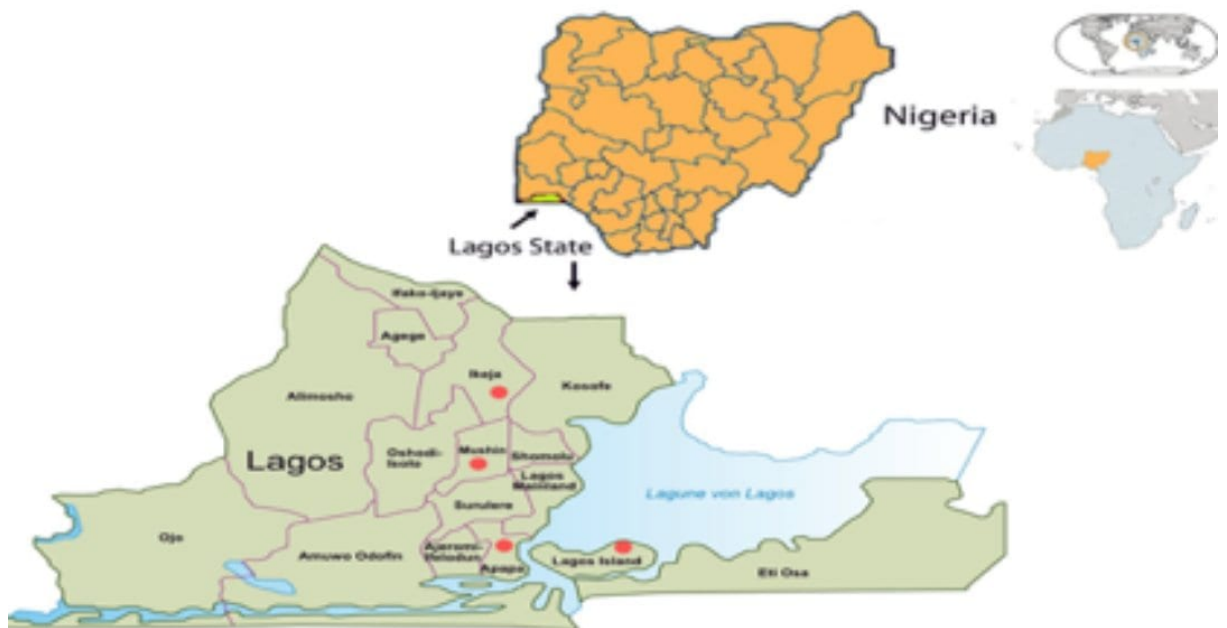 Nigeria
Lagos State
Ifako-Ijaye
Agege
Ikeja
Kosofe
Alimosho
Lagos
Oshodi-
Isolo
Mushin
Shomolu
Lagos
Mainland
Lagune von Lagos
Surulere
Ojo
Amuwo Odofin
Ajeromi-
Ifelodun
Apapa
Lagos Island
Eti Osa